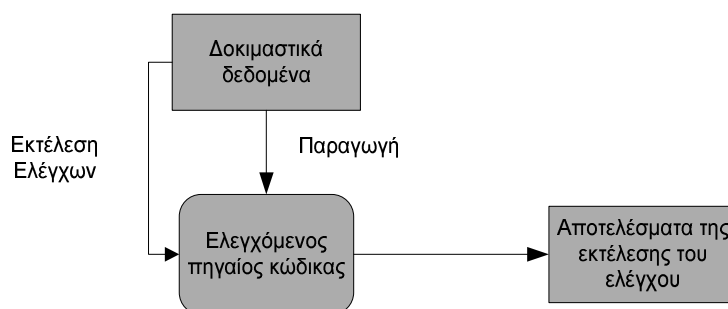 Δοκιμαστικά
δεδομένα
Εκτέλεση
Ελέγχων
Παραγωγή
Ελεγχόμενος
πηγαίος κώδικας
Αποτελέσματα της
εκτέλεσης του
ελέγχου